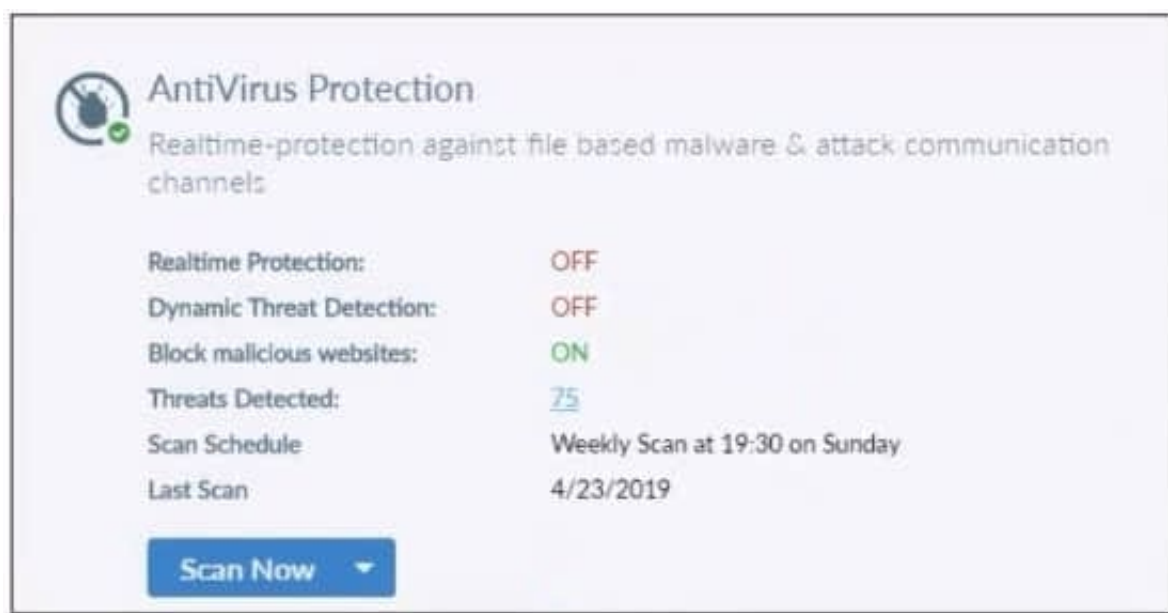 AntiVirus Protection
Realtime-protection against file based malware & attack communication
channels
Realtime Protection: OFF
Dynamic Threat Detection: OFF
Block malicious websites: ON
Threats Detected: 75
Scan Schedule Weekly Scan at 19:30 on Sunday
Last Scan 4/23/2019
Scan Now